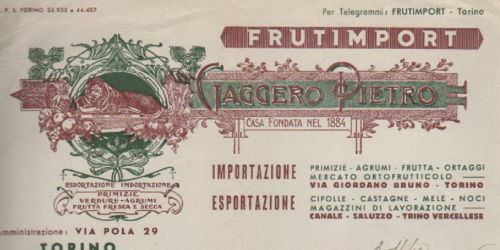 P. E. TORINO 35 925 e 44.407
Per Telegrammi: FRUTIMPORT - Torino
FRUTIMPORT
GAGGERO PIETRO
CASA FONDATA NEL 1884
ESPORTAZIONE IMPORTAZIONE
PRIMIZIE
VERDURE-AGRUMI
FRUTTA FRESCA E SECCA
IMPORTAZIONE
PRIMIZIE - AGRUMI - FRUTTA - ORTAGGI
MERCATO ORTOFRUTTICOLO
VIA GIORDANO BRUNO - TORINO
ESPORTAZIONE
CIPOLLE - CASTAGNE - MELE - NOCI
MAGAZZINI DI LAVORAZIONE
CANALE - SALUZZO - TRINO VERCELLESE
Amministrazione: VIA POLA 29
TORINO